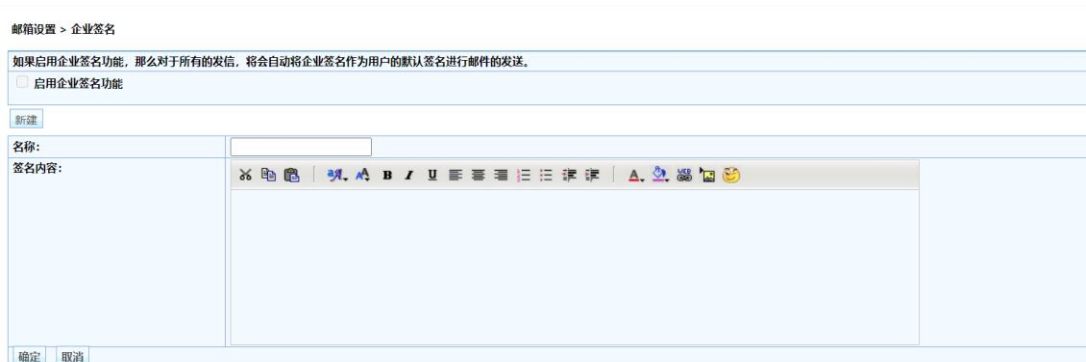 邮箱设置 > 企业签名
如果启用企业签名功能，那么对于所有的发信，将会自动将企业签名作为用户的默认签名进行邮件的发送。
启用企业签名功能
新建
名称:
签名内容:
B I U
确定 取消